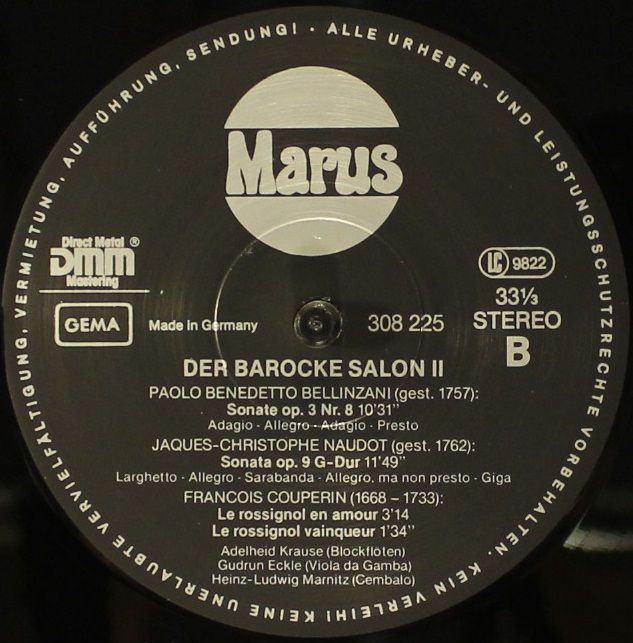 ALLE URHEBER- UND LEISTUNGSSCHUTZRECHTE VORBEHALTEN. KEIN VERLEIH! KEINE UNERLAUBTE VERVIELFÄLTIGUNG, VERMIETUNG, AUFFÜHRUNG, SENDUNG! ·
Marus
Direct Metal ®
DMM
Mastering
LC 9822
GEMA
Made in Germany
308 225
33⅓
STEREO
B
DER BAROCKE SALON II
PAOLO BENEDETTO BELLINZANI (gest. 1757):
Sonate op. 3 Nr. 8 10'31"
Adagio - Allegro - Adagio - Presto
JAQUES-CHRISTOPHE NAUDOT (gest. 1762):
Sonata op. 9 G-Dur 11'49"
Larghetto - Allegro - Sarabanda - Allegro. ma non presto - Giga
FRANCOIS COUPERIN (1668 – 1733):
Le rossignol en amour 3'14
Le rossignol vainqueur 1'34"
Adelheid Krause (Blockflöten)
Gudrun Eckle (Viola da Gamba)
Heinz-Ludwig Marnitz (Cembalo)